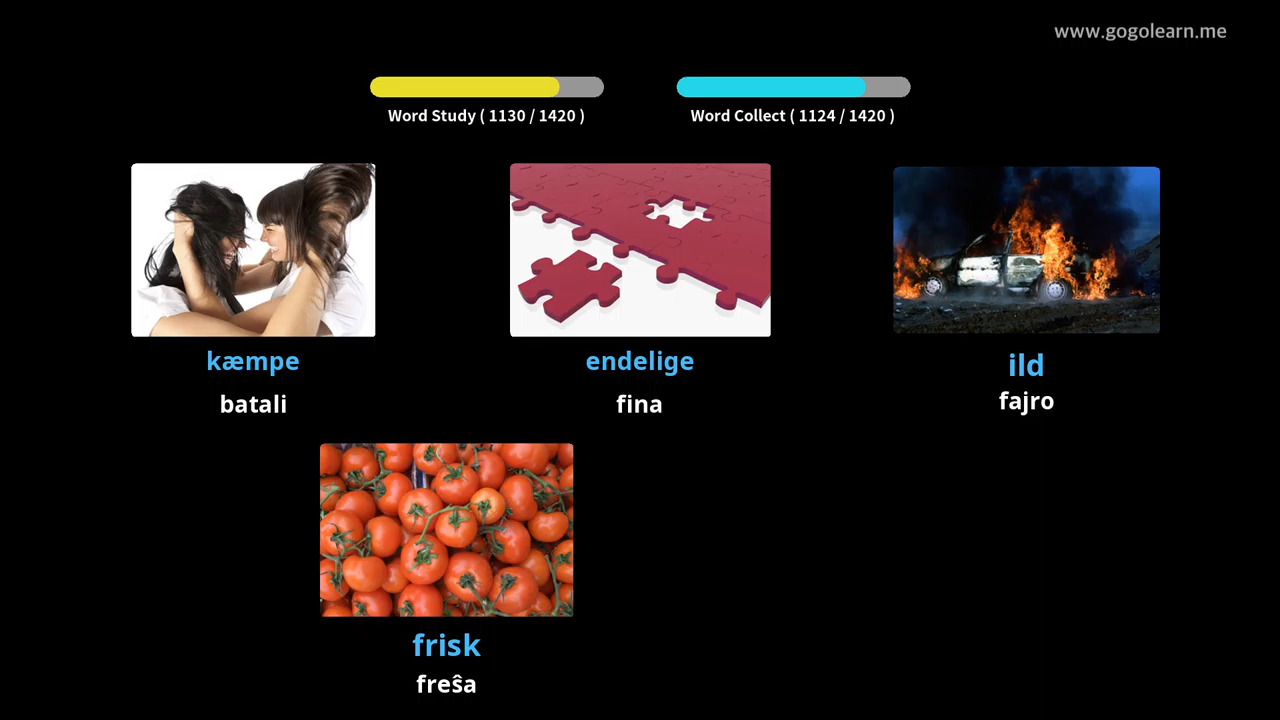 www.gogolearn.me
Word Study ( 1130 / 1420 )
Word Collect ( 1124 / 1420 )
kæmpe
batali
endelige
fina
ild
fajro
frisk
freŝa